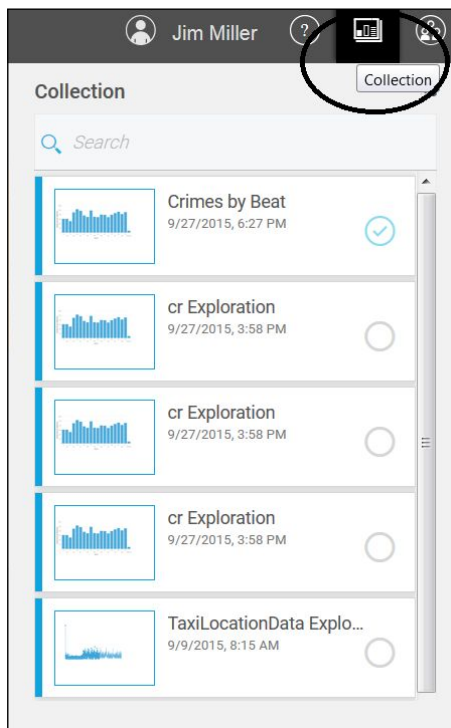 Jim Miller ?
Collection
Collection
Search
Crimes by Beat
9/27/2015, 6:27 PM
cr Exploration
9/27/2015, 3:58 PM
cr Exploration
9/27/2015, 3:58 PM
cr Exploration
9/27/2015, 3:58 PM
TaxiLocationData Explo...
9/9/2015, 8:15 AM